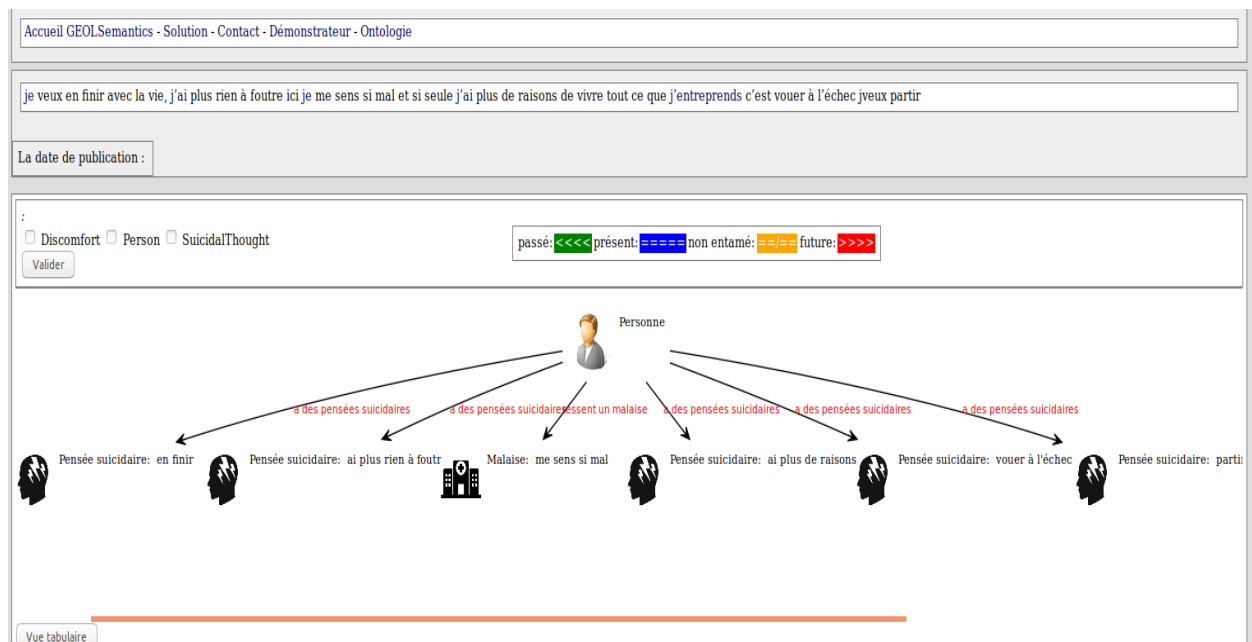 Accueil GEOLSemantics - Solution - Contact - Démonstrateur - Ontologie
je veux en finir avec la vie, j'ai plus rien à foutre ici je me sens si mal et si seule j'ai plus de raisons de vivre tout ce que j'entreprends c'est vouer à l'échec jveux partir
La date de publication :
:
Discomfort Person SuicidalThought
passé: <<<< présent: ===== non entamé: ==/== future: >>>>
Valider
Personne
a des pensées suicidaires a des pensées suicidaires essent un malaise a des pensées suicidaires a des pensées suicidaires a des pensées suicidaires
Pensée suicidaire: en finir Pensée suicidaire: ai plus rien à foutr Malaise: me sens si mal Pensée suicidaire: ai plus de raisons Pensée suicidaire: vouer à l'échec Pensée suicidaire: partir
Vue tabulaire